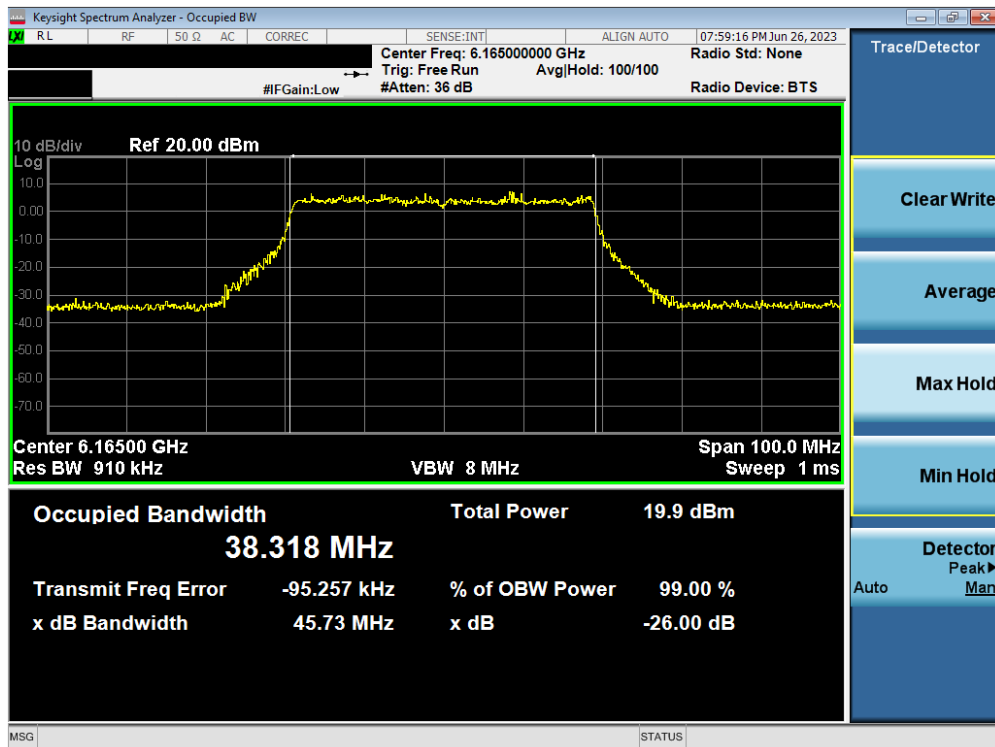 Keysight Spectrum Analyzer - Occupied BW
LXI RL RF 50 Ω AC CORREC SENSE:INT ALIGN AUTO 07:59:16 PM Jun 26, 2023
Center Freq: 6.165000000 GHz Radio Std: None
Trig: Free Run Avg|Hold: 100/100
#IFGain:Low #Atten: 36 dB Radio Device: BTS
Trace/Detector
10 dB/div Ref 20.00 dBm
Log
10.0
0.00
-10.0
-20.0
-30.0
-40.0
-50.0
-60.0
-70.0
Center 6.16500 GHz Span 100.0 MHz
Res BW 910 kHz VBW 8 MHz Sweep 1 ms
Occupied Bandwidth Total Power 19.9 dBm
38.318 MHz
Transmit Freq Error -95.257 kHz % of OBW Power 99.00 %
x dB Bandwidth 45.73 MHz x dB -26.00 dB
Clear Write
Average
Max Hold
Min Hold
Detector
Peak▶
Auto Man
MSG STATUS